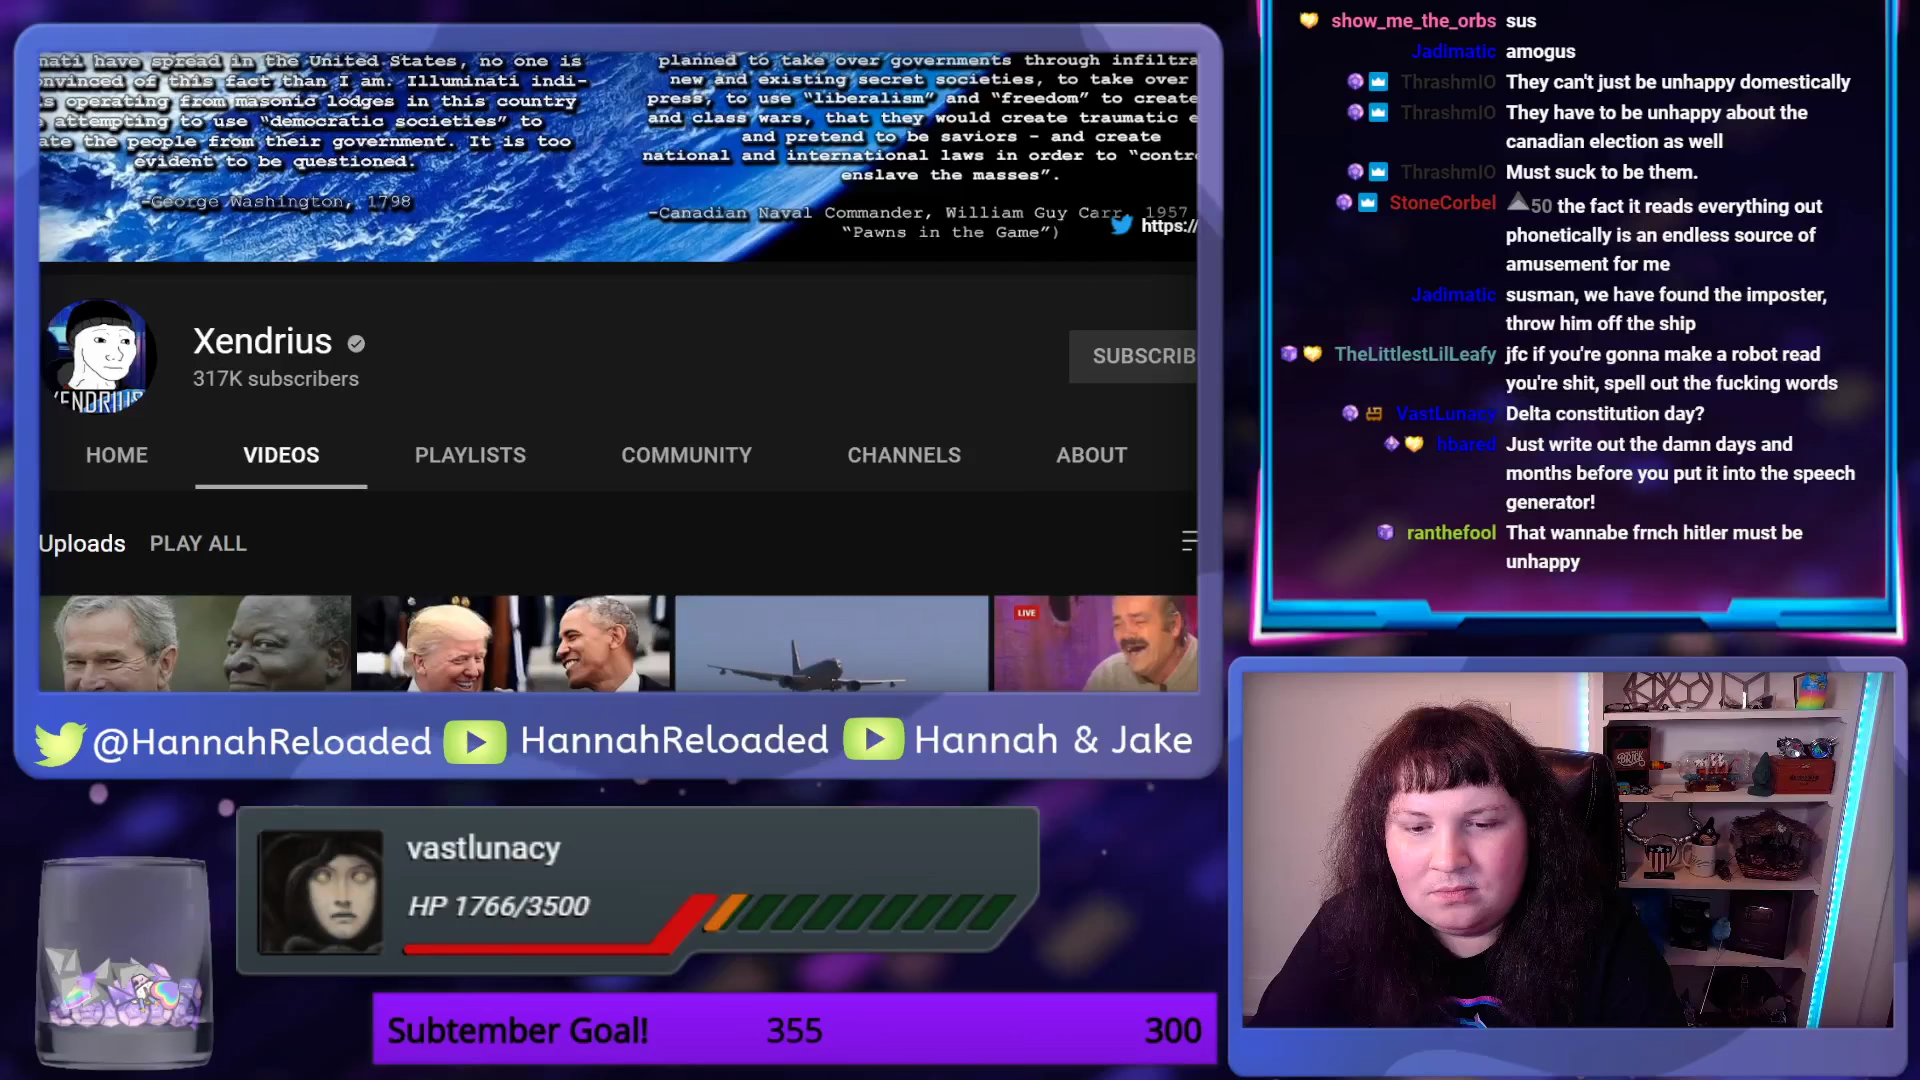 nati have spread in the United States, no one is
nvinced of this fact than I am. Illuminati indi-
s operating from masonic lodges in this country
attempting to use "democratic societies" to
ate the people from their government. It is too
evident to be questioned.
-George Washington, 1798
planned to take over governments through infiltra
new and existing secret societies, to take over
press, to use "liberalism" and "freedom" to create
and class wars, that they would create traumatic e
and pretend to be saviors - and create
national and international laws in order to "contr
enslave the masses".
-Canadian Naval Commander, William Guy Carr, 1957
"Pawns in the Game")
https://
Xendrius
317K subscribers
SUBSCRIB
HOME VIDEOS PLAYLISTS COMMUNITY CHANNELS ABOUT
Uploads PLAY ALL
LIVE
@HannahReloaded HannahReloaded Hannah & Jake
vastlunacy
HP 1766/3500
Subtember Goal! 355 300
show_me_the_orbs sus
Jadlmatic amogus
ThrashmIO They can't just be unhappy domestically
ThrashmIO They have to be unhappy about the
canadian election as well
ThrashmIO Must suck to be them.
StoneCorbel 50 the fact it reads everything out
phonetically is an endless source of
amusement for me
Jadlmatic susman, we have found the imposter,
throw him off the ship
TheLittlestLilLeafy jfc if you're gonna make a robot read
you're shit, spell out the fucking words
VastLunacy Delta constitution day?
hbared Just write out the damn days and
months before you put it into the speech
generator!
ranthefool That wannabe frnch hitler must be
unhappy